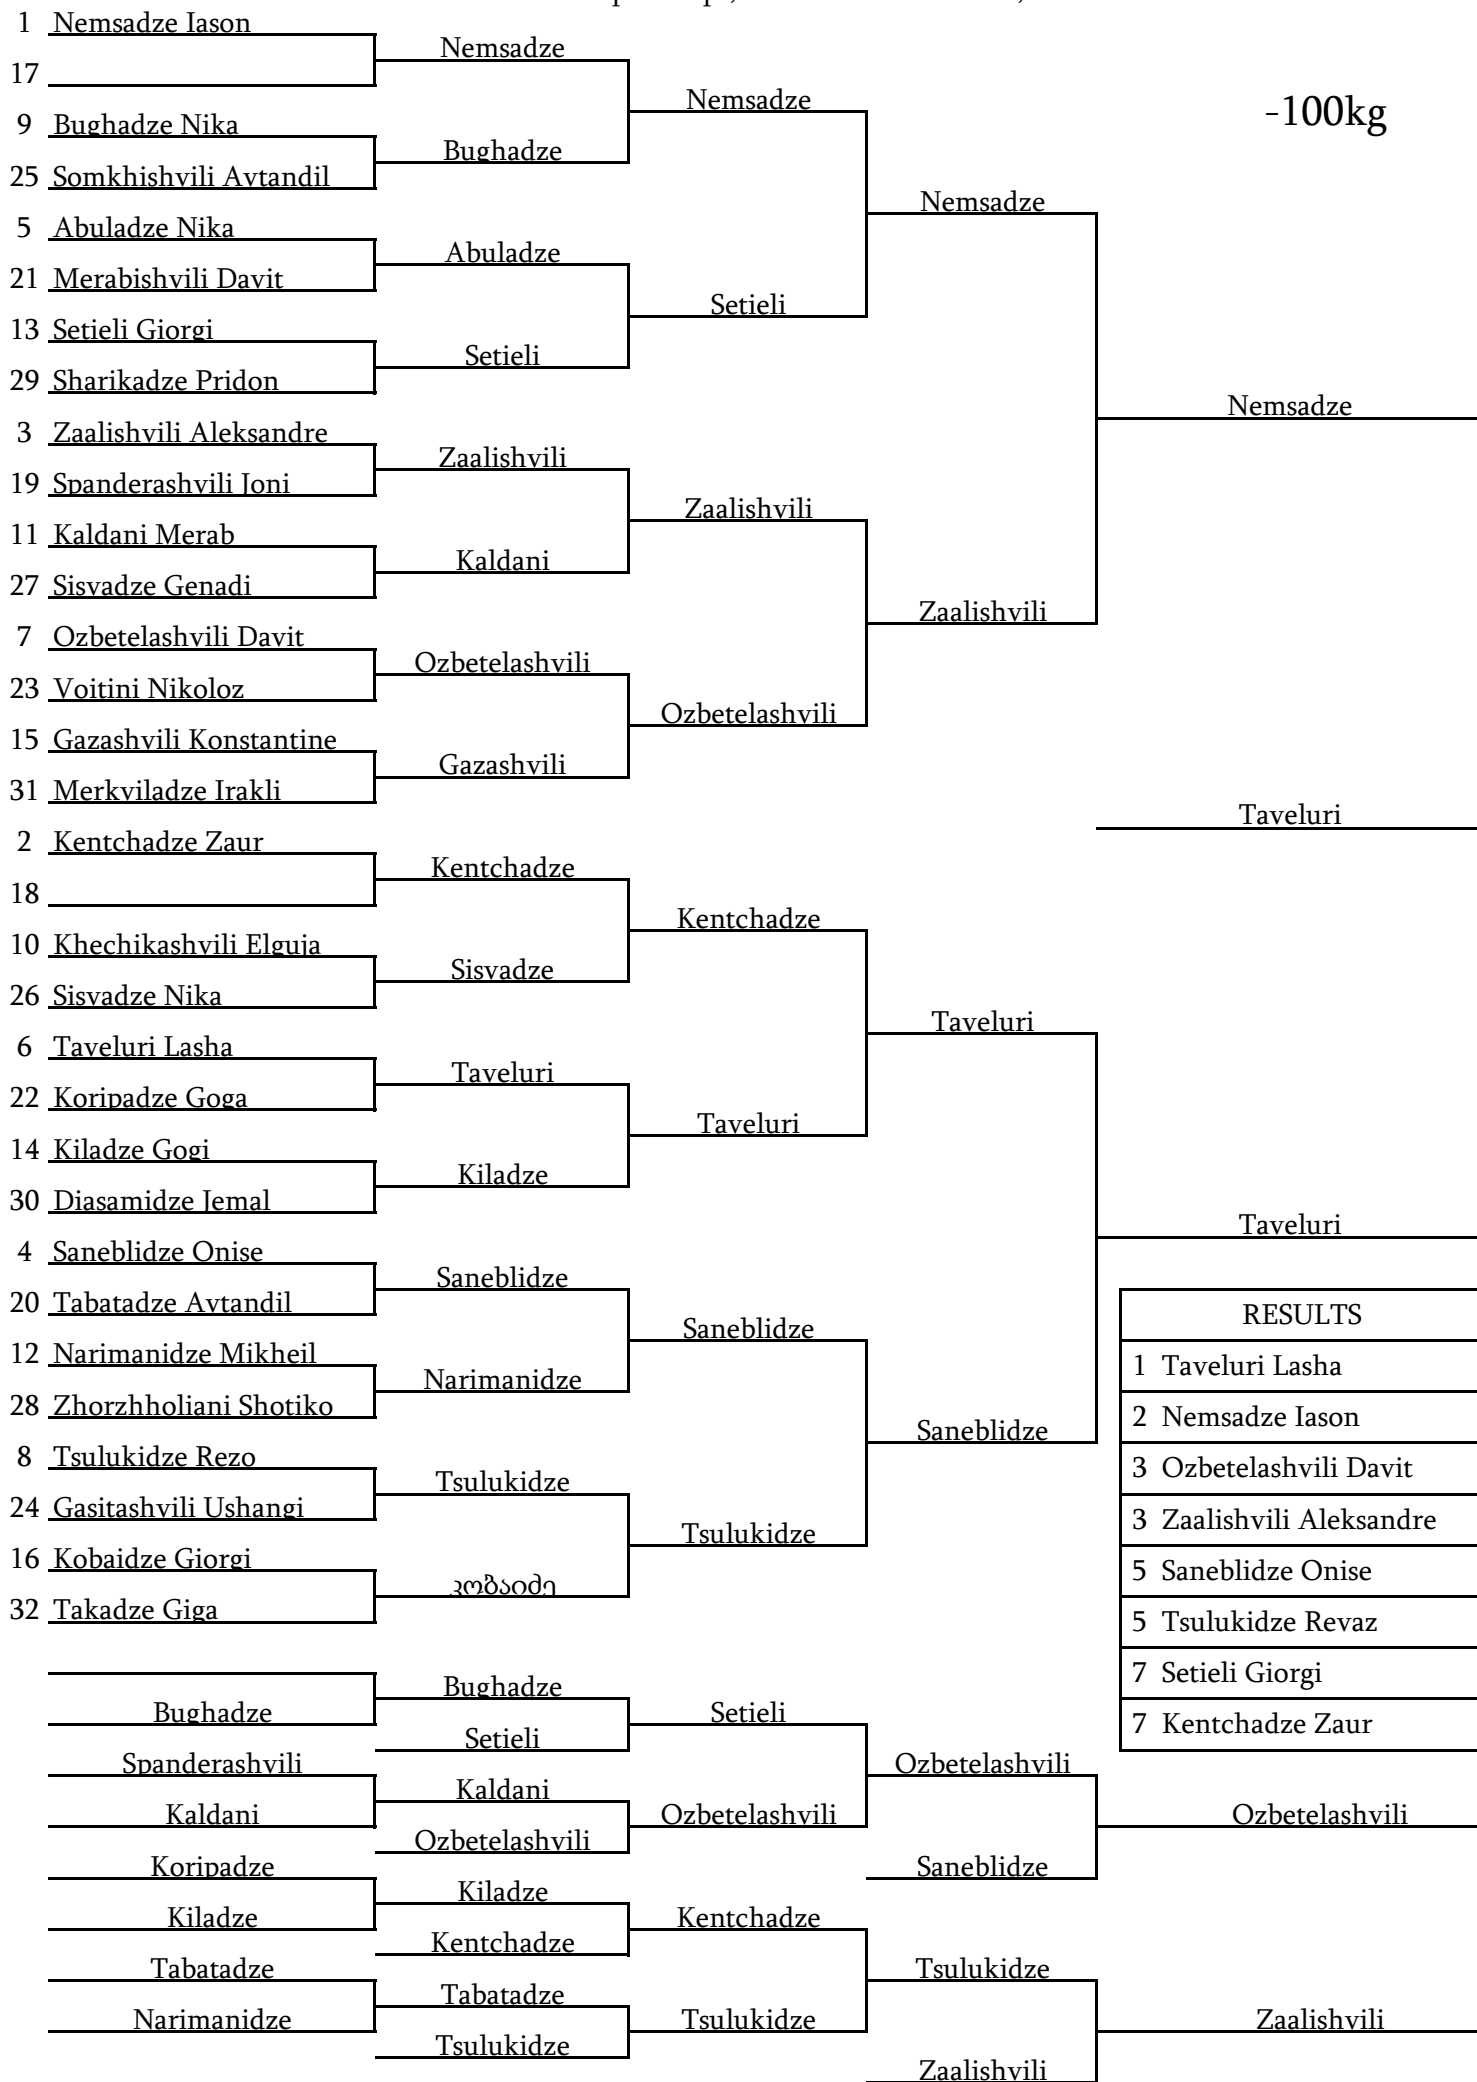 1 Nemsadze Iason
17
9 Bughadze Nika
25 Somkhishvili Avtandil
5 Abuladze Nika
21 Merabishvili Davit
13 Setieli Giorgi
29 Sharikadze Pridon
3 Zaalishvili Aleksandre
19 Spanderashvili Joni
11 Kaldani Merab
27 Sisvadze Genadi
7 Ozbetelashvili Davit
23 Voitini Nikoloz
15 Gazashvili Konstantine
31 Merkviladze Irakli
2 Kentchadze Zaur
18
10 Khechikashvili Elguja
26 Sisvadze Nika
6 Taveluri Lasha
22 Koripadze Goga
14 Kiladze Gogi
30 Diasamidze Jemal
4 Saneblidze Onise
20 Tabatadze Avtandil
12 Narimanidze Mikheil
28 Zhorzhholiani Shotiko
8 Tsulukidze Rezo
24 Gasitashvili Ushangi
16 Kobaidze Giorgi
32 Takadze Giga
Nemsadze
Bughadze
Abuladze
Setieli
Zaalishvili
Kaldani
Ozbetelashvili
Gazashvili
Kentchadze
Sisvadze
Taveluri
Kiladze
Saneblidze
Narimanidze
Tsulukidze
კობაიძე
Nemsadze
Setieli
Zaalishvili
Ozbetelashvili
Kentchadze
Taveluri
Saneblidze
Tsulukidze
Nemsadze
Zaalishvili
Taveluri
Saneblidze
-100kg
Nemsadze
Taveluri
Taveluri
RESULTS
1 Taveluri Lasha
2 Nemsadze Iason
3 Ozbetelashvili Davit
3 Zaalishvili Aleksandre
5 Saneblidze Onise
5 Tsulukidze Revaz
7 Setieli Giorgi
7 Kentchadze Zaur
Bughadze
Spanderashvili
Kaldani
Koripadze
Kiladze
Tabatadze
Narimanidze
Bughadze
Setieli
Kaldani
Ozbetelashvili
Kiladze
Kentchadze
Tabatadze
Tsulukidze
Setieli
Ozbetelashvili
Kentchadze
Tsulukidze
Ozbetelashvili
Saneblidze
Tsulukidze
Zaalishvili
Ozbetelashvili
Zaalishvili